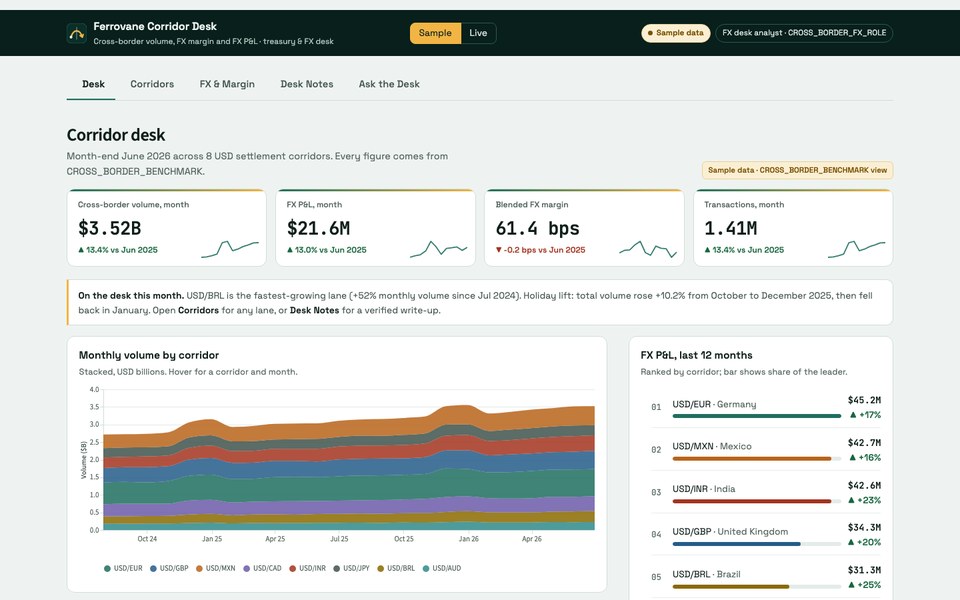 Ferrovane Corridor Desk
Cross-border volume, FX margin and FX P&L · treasury & FX desk
Sample
Live
Sample data
FX desk analyst · CROSS_BORDER_FX_ROLE
Desk
Corridors
FX & Margin
Desk Notes
Ask the Desk
Corridor desk
Month-end June 2026 across 8 USD settlement corridors. Every figure comes from
CROSS_BORDER_BENCHMARK.
Sample data · CROSS_BORDER_BENCHMARK view
Cross-border volume, month
$3.52B
▲ 13.4% vs Jun 2025
FX P&L, month
$21.6M
▲ 13.0% vs Jun 2025
Blended FX margin
61.4 bps
▼ -0.2 bps vs Jun 2025
Transactions, month
1.41M
▲ 13.4% vs Jun 2025
On the desk this month. USD/BRL is the fastest-growing lane (+52% monthly volume since Jul 2024). Holiday lift: total volume rose +10.2% from October to December 2025, then fell
back in January. Open Corridors for any lane, or Desk Notes for a verified write-up.
Monthly volume by corridor
Stacked, USD billions. Hover for a corridor and month.
Volume ($B)
4.0
3.5
3.0
2.5
2.0
1.5
1.0
0.5
0.0
Oct 24
Jan 25
Apr 25
Jul 25
Oct 25
Jan 26
Apr 26
USD/EUR
USD/GBP
USD/MXN
USD/CAD
USD/INR
USD/JPY
USD/BRL
USD/AUD
FX P&L, last 12 months
Ranked by corridor; bar shows share of the leader.
01
USD/EUR · Germany
$45.2M
▲ +17%
02
USD/MXN · Mexico
$42.7M
▲ +16%
03
USD/INR · India
$42.6M
▲ +23%
04
USD/GBP · United Kingdom
$34.3M
▲ +20%
05
USD/BRL · Brazil
$31.3M
▲ +25%